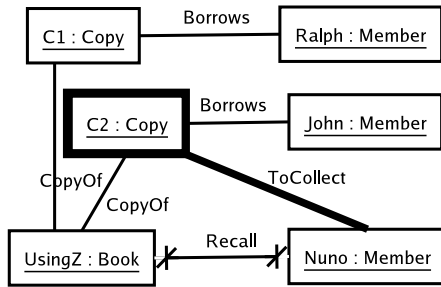 Borrows
C1 : Copy
Ralph : Member
Borrows
C2 : Copy
John : Member
ToCollect
CopyOf
CopyOf
Recall
UsingZ : Book
Nuno : Member